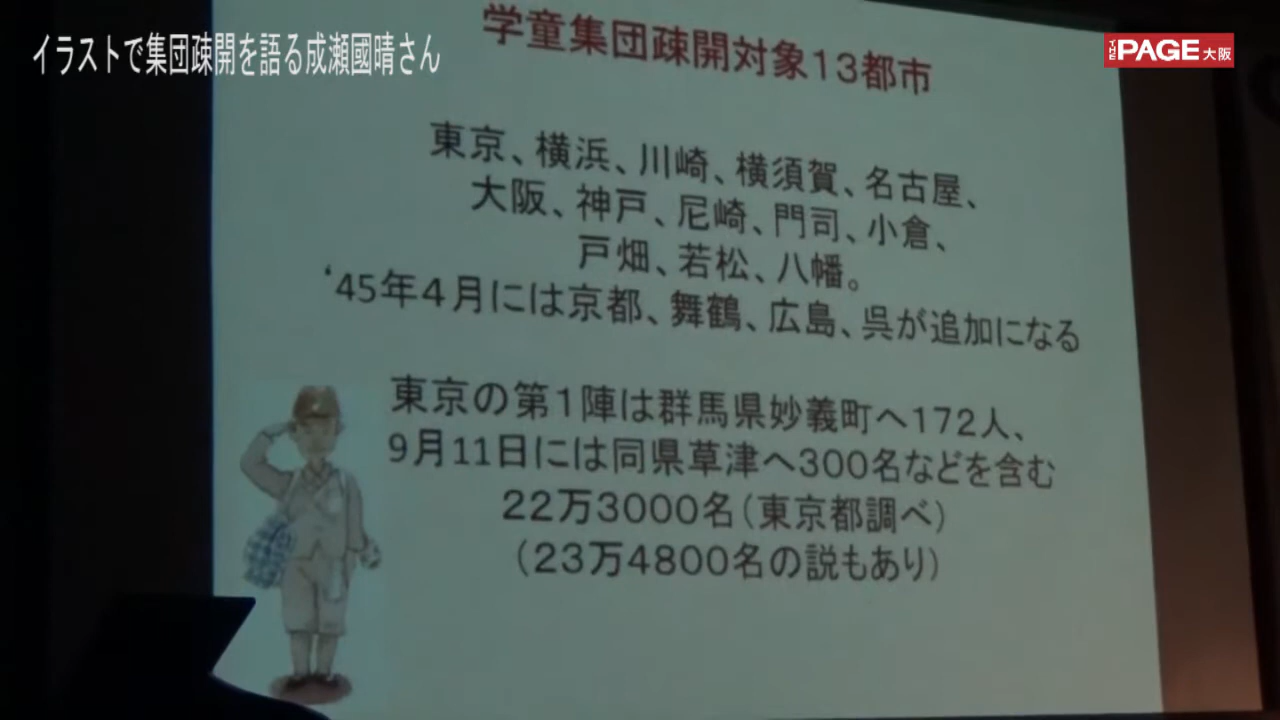 イラストで集団疎開を語る成瀬國晴さん
THE PAGE 大阪
学童集団疎開対象13都市
東京、横浜、川崎、横須賀、名古屋、
大阪、神戸、尼崎、門司、小倉、
戸畑、若松、八幡。
‘45年4月には京都、舞鶴、広島、呉が追加になる
東京の第1陣は群馬県妙義町へ172人、
9月11日には同県草津へ300名などを含む
22万3000名(東京都調べ)
(23万4800名の説もあり)